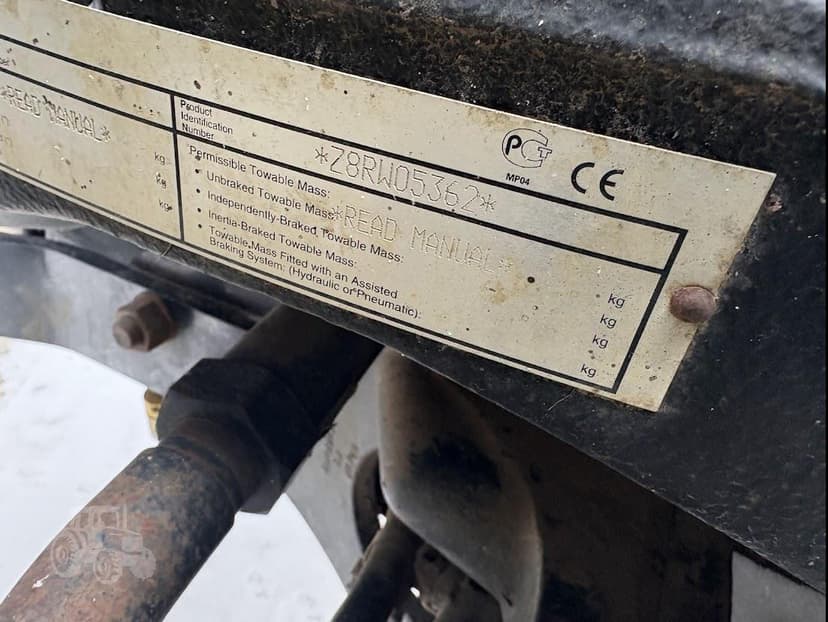 *READ MANUAL*
kg
kg
kg
Product
Identification
Number
*Z8RW05362*
PCT
MP04
CE
Permissible Towable Mass:
• Unbraked Towable Mass: *READ MANUAL*
• Independently-Braked Towable Mass: kg
• Inertia-Braked Towable Mass: kg
• Towable Mass Fitted with an Assisted kg
Braking System: (Hydraulic or Pneumatic): kg